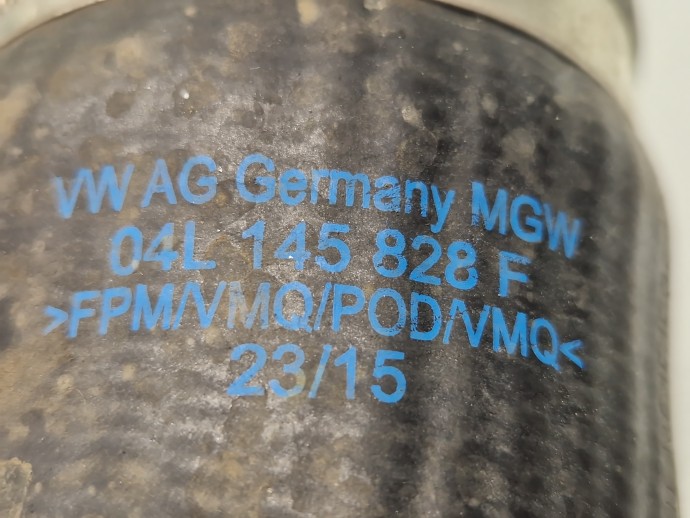 VW AG Germany MGW
04L 145 828 F
>FPM/VMQ/POD/VMQ<
23/15